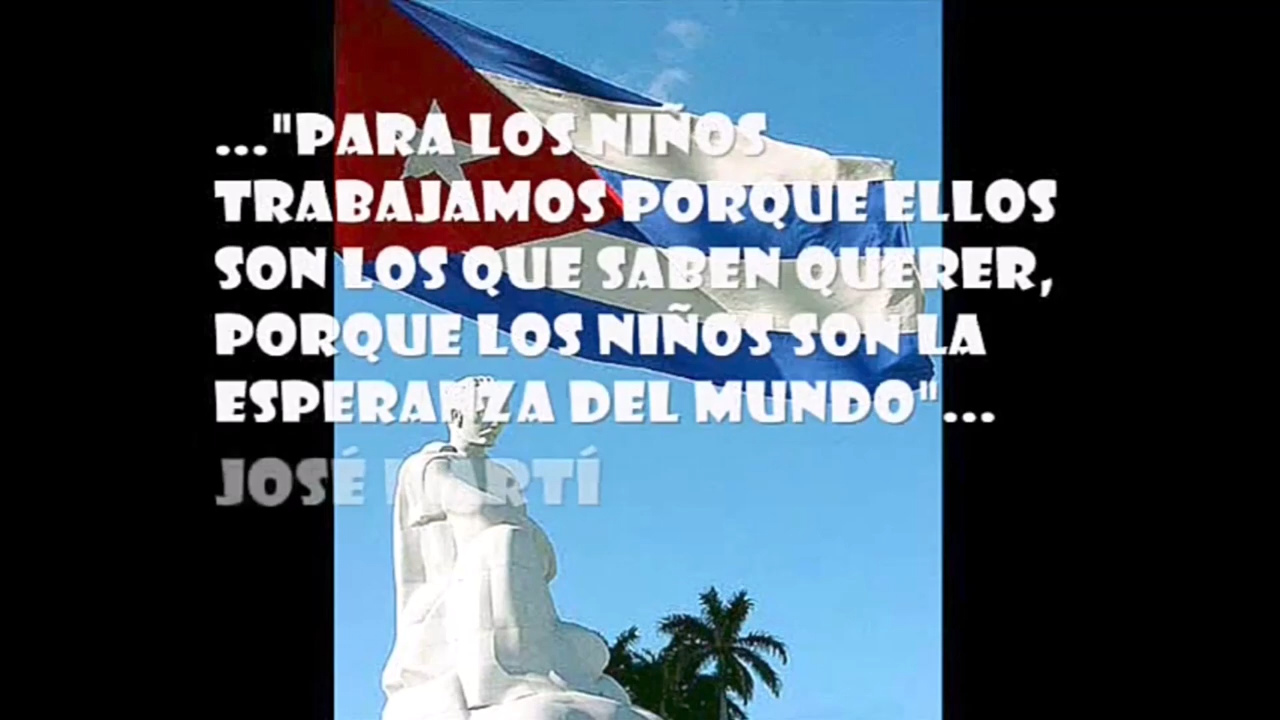 ..."PARA LOS NIÑOS
TRABAJAMOS PORQUE ELLOS
SON LOS QUE SABEN QUERER,
PORQUE LOS NIÑOS SON LA
ESPERANZA DEL MUNDO"...
JOSÉ MARTÍ